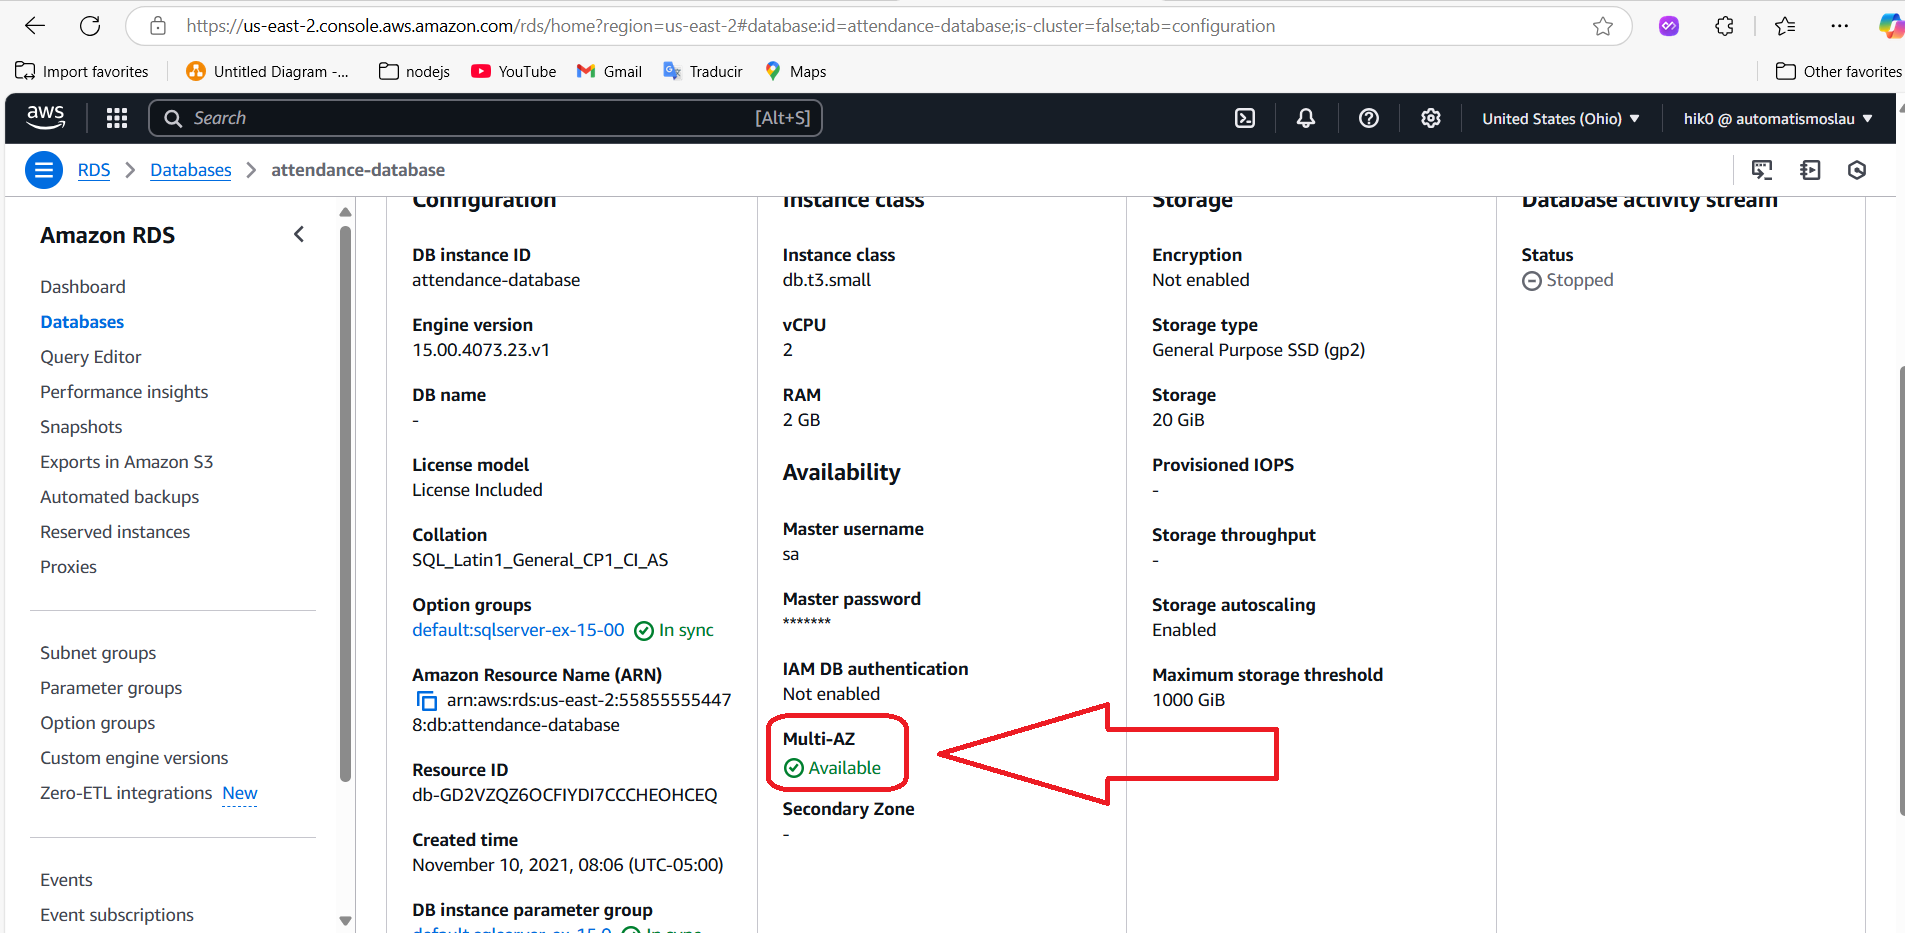 https://us-east-2.console.aws.amazon.com/rds/home?region=us-east-2#database:id=attendance-database;is-cluster=false;tab=configuration
Import favorites
Untitled Diagram -...
nodejs
YouTube
Gmail
Traducir
Maps
Other favorites
aws
Search
[Alt+S]
United States (Ohio)
hik0 @ automatismoslau
RDS
Databases
attendance-database
Amazon RDS
Dashboard
Databases
Query Editor
Performance insights
Snapshots
Exports in Amazon S3
Automated backups
Reserved instances
Proxies
Subnet groups
Parameter groups
Option groups
Custom engine versions
Zero-ETL integrations New
Events
Event subscriptions
Configuration
DB instance ID
attendance-database
Engine version
15.00.4073.23.v1
DB name
-
License model
License Included
Collation
SQL_Latin1_General_CP1_CI_AS
Option groups
default:sqlserver-ex-15-00 In sync
Amazon Resource Name (ARN)
arn:aws:rds:us-east-2:55855555447
8:db:attendance-database
Resource ID
db-GD2VZQZ6OCFIYDI7CCCHEOHCEQ
Created time
November 10, 2021, 08:06 (UTC-05:00)
DB instance parameter group
default.sqlserver-ex-15.0 In sync
Instance class
Instance class
db.t3.small
vCPU
2
RAM
2 GB
Availability
Master username
sa
Master password
*******
IAM DB authentication
Not enabled
Multi-AZ
Available
Secondary Zone
-
Storage
Encryption
Not enabled
Storage type
General Purpose SSD (gp2)
Storage
20 GiB
Provisioned IOPS
-
Storage throughput
-
Storage autoscaling
Enabled
Maximum storage threshold
1000 GiB
Database activity stream
Status
Stopped